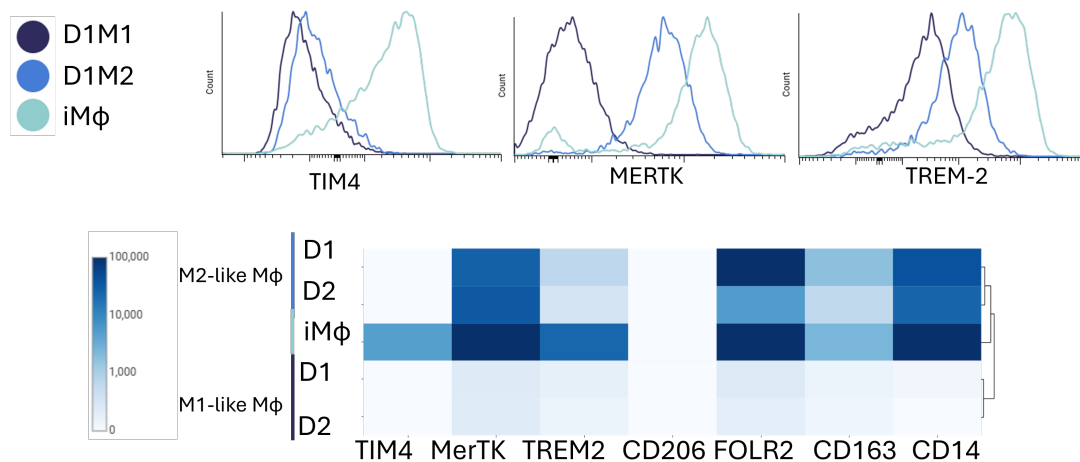 D1M1
D1M2
iMφ
Count
TIM4
Count
MERTK
Count
TREM-2
100,000
10,000
1,000
0
M2-like Mφ
M1-like Mφ
D1
D2
iMφ
D1
D2
TIM4 MerTK TREM2 CD206 FOLR2 CD163 CD14